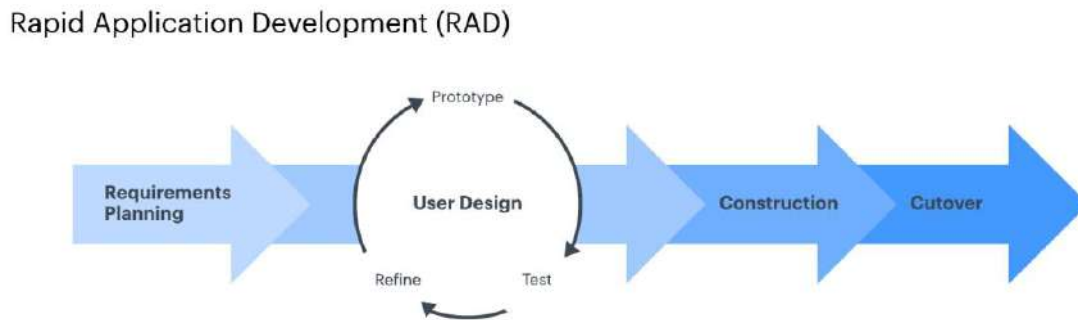 Rapid Application Development (RAD)
Prototype
Requirements
Planning
User Design
Construction
Cutover
Refine
Test